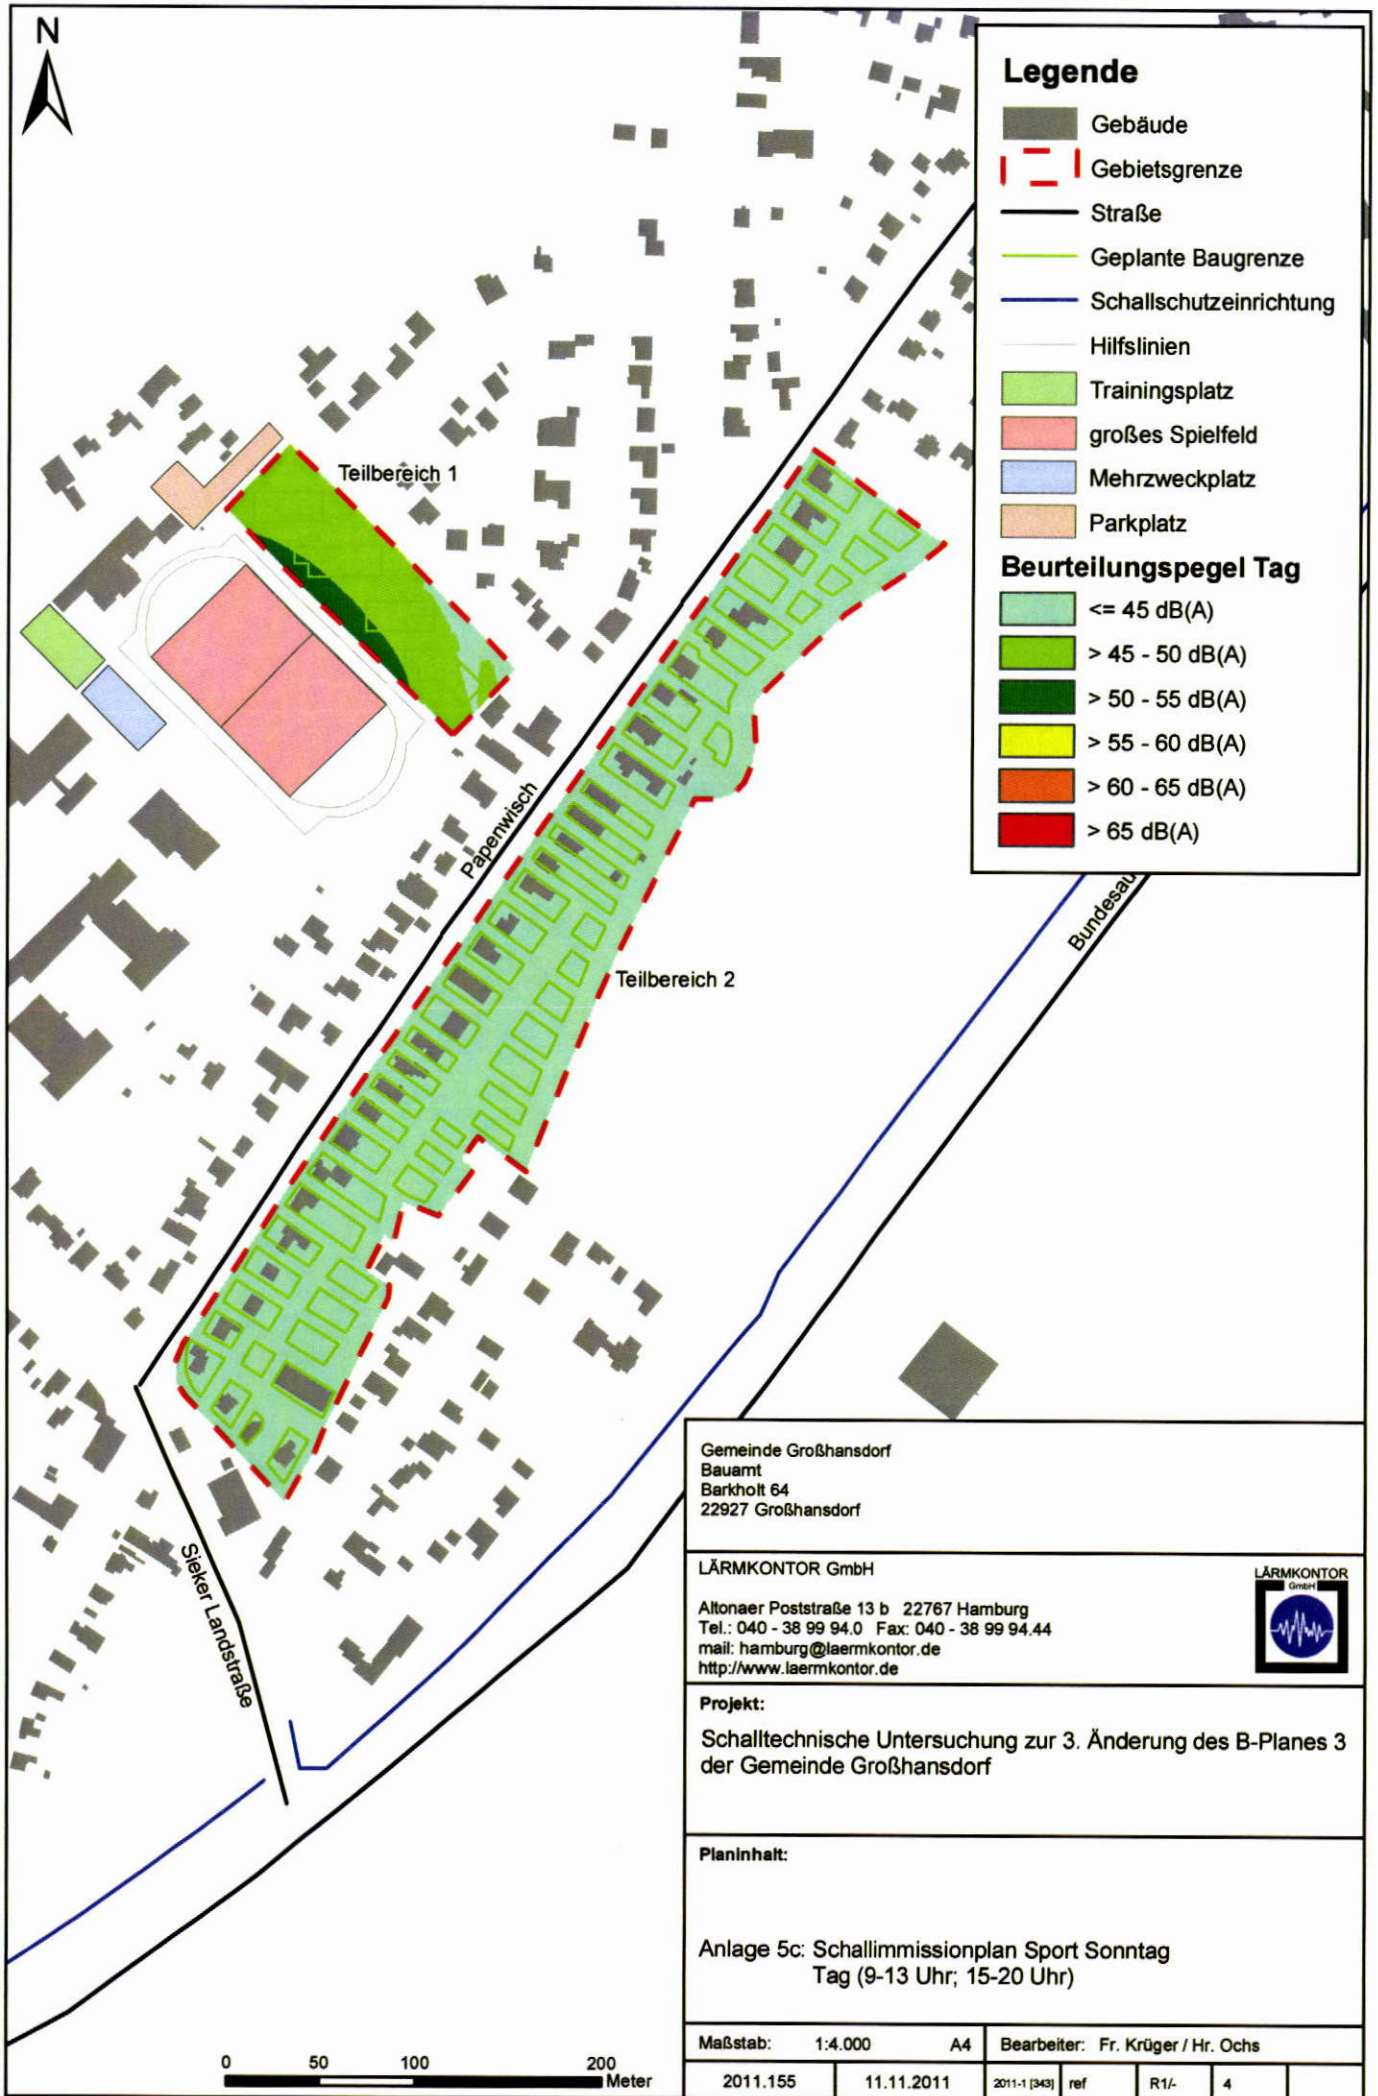 N
Legende
Gebäude
Gebietsgrenze
Straße
Geplante Baugrenze
Schallschutzeinrichtung
Hilfslinien
Trainingsplatz
großes Spielfeld
Mehrzweckplatz
Parkplatz
Beurteilungspegel Tag
<= 45 dB(A)
> 45 - 50 dB(A)
> 50 - 55 dB(A)
> 55 - 60 dB(A)
> 60 - 65 dB(A)
> 65 dB(A)
Teilbereich 1
Papenwisch
Teilbereich 2
Bundesau
Sieker Landstraße
Gemeinde Großhansdorf
Bauamt
Barkholt 64
22927 Großhansdorf
LÄRMKONTOR GmbH
Altonaer Poststraße 13 b 22767 Hamburg
Tel.: 040 - 38 99 94.0 Fax: 040 - 38 99 94.44
mail: hamburg@laermkontor.de
http://www.laermkontor.de
LÄRMKONTOR
GmbH
Projekt:
Schalltechnische Untersuchung zur 3. Änderung des B-Planes 3
der Gemeinde Großhansdorf
Planinhalt:
Anlage 5c: Schallimmissionplan Sport Sonntag
Tag (9-13 Uhr; 15-20 Uhr)
Maßstab: 1:4.000 A4 Bearbeiter: Fr. Krüger / Hr. Ochs
2011.155 11.11.2011 2011-1 [343] ref R1/- 4
0 50 100 200
Meter